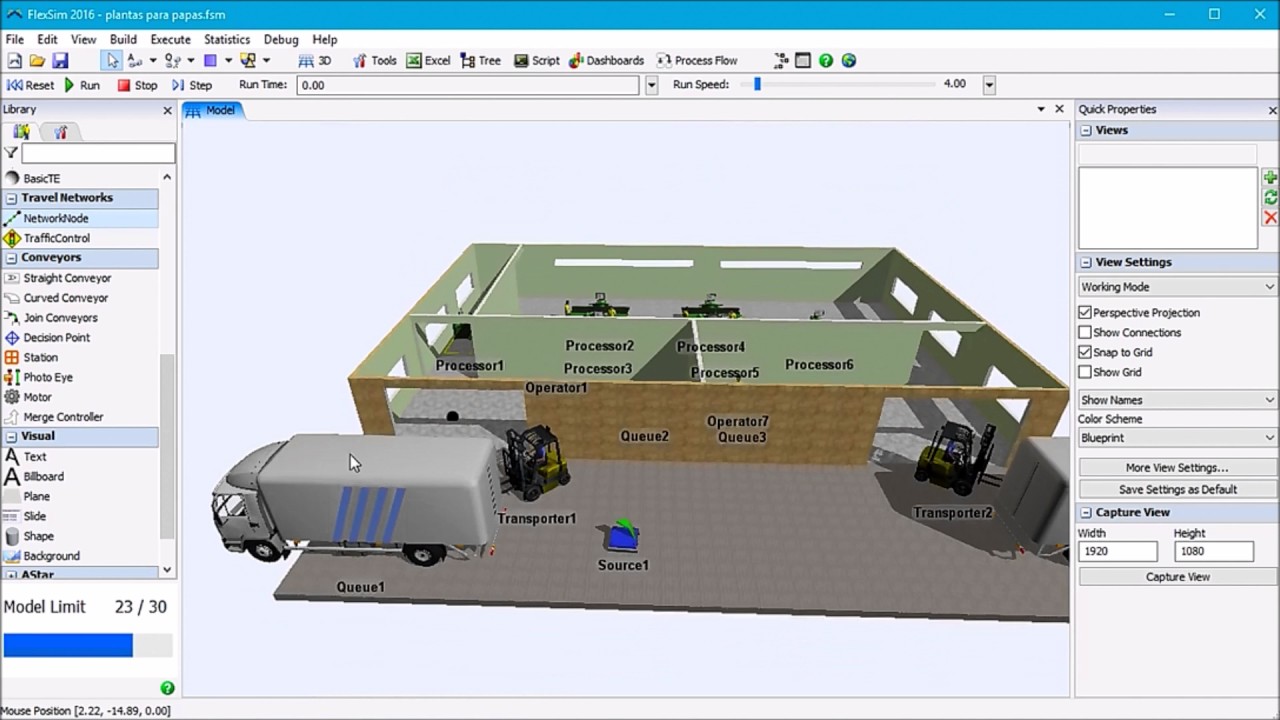 FlexSim 2016 - plantas para papas.fsm
File Edit View Build Execute Statistics Debug Help
3D Tools Excel Tree Script Dashboards Process Flow
Reset Run Stop Step Run Time: 0.00 Run Speed: 4.00
Library
Model
Quick Properties
BasicTE
Travel Networks
NetworkNode
TrafficControl
Conveyors
Straight Conveyor
Curved Conveyor
Join Conveyors
Decision Point
Station
Photo Eye
Motor
Merge Controller
Visual
Text
Billboard
Plane
Slide
Shape
Background
AStar
Model Limit 23 / 30
Processor2 Processor4
Processor1 Processor3 Processor5 Processor6
Operator1
Operator7
Queue2 Queue3
Transporter1 Transporter2
Source1
Queue1
Views
View Settings
Working Mode
Perspective Projection
Show Connections
Snap to Grid
Show Grid
Show Names
Color Scheme
Blueprint
More View Settings...
Save Settings as Default
Capture View
Width Height
1920 1080
Capture View
Mouse Position [2.22, -14.89, 0.00]